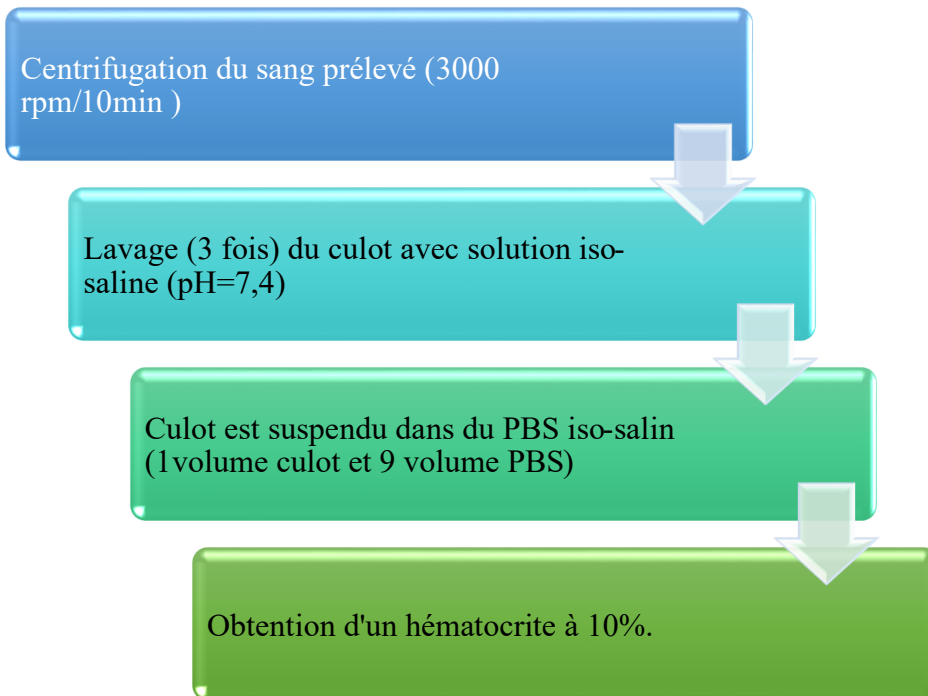 Centrifugation du sang prélevé (3000
rpm/10min )
Lavage (3 fois) du culot avec solution iso-
saline (pH=7,4)
Culot est suspendu dans du PBS iso-salin
(1volume culot et 9 volume PBS)
Obtention d'un hématocrite à 10%.